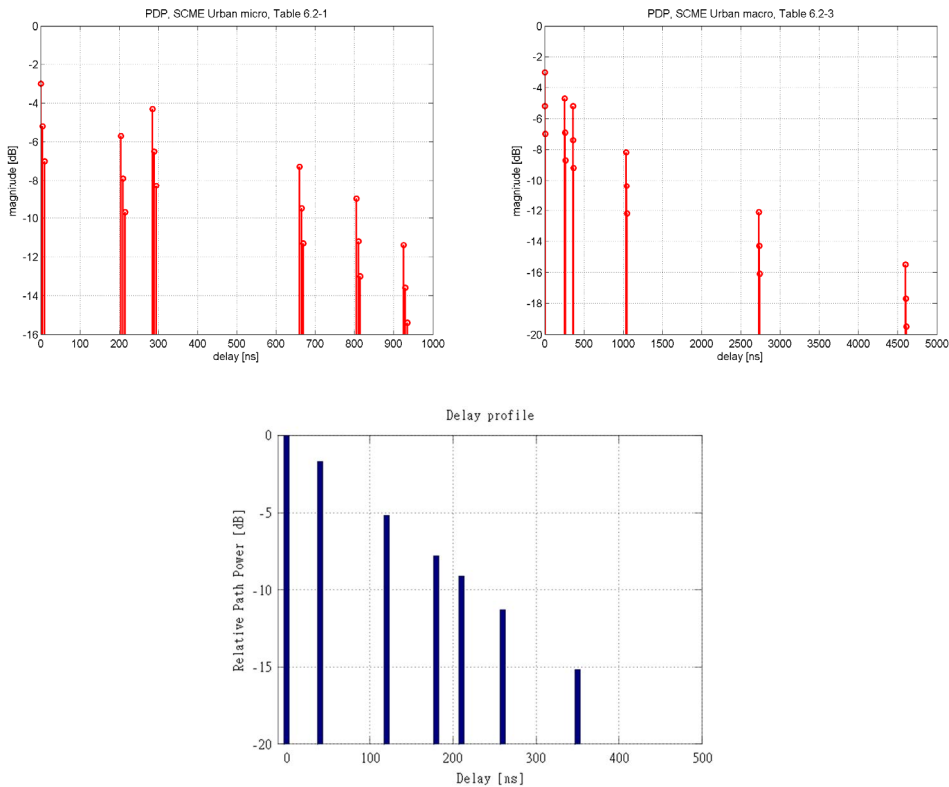 PDP, SCME Urban micro, Table 6.2-1
0
-2
-4
-6
-8
-10
-12
-14
-16
magnitude [dB]
0 100 200 300 400 500 600 700 800 900 1000
delay [ns]
PDP, SCME Urban macro, Table 6.2-3
0
-2
-4
-6
-8
-10
-12
-14
-16
-18
-20
magnitude [dB]
0 500 1000 1500 2000 2500 3000 3500 4000 4500 5000
delay [ns]
Delay profile
0
-5
-10
-15
-20
Relative Path Power [dB]
0 100 200 300 400 500
Delay [ns]